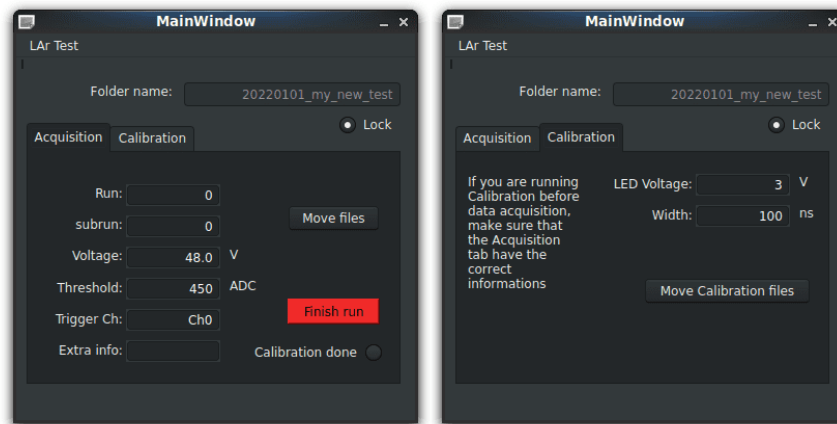 MainWindow
LAr Test
Folder name: 20220101_my_new_test
Lock
Acquisition Calibration
Run: 0
subrun: 0
Move files
Voltage: 48.0 V
Threshold: 450 ADC
Finish run
Trigger Ch: Ch0
Extra info:
Calibration done
MainWindow
LAr Test
Folder name: 20220101_my_new_test
Lock
Acquisition Calibration
If you are running
Calibration before
data acquisition,
make sure that
the Acquisition
tab have the
correct
informations
LED Voltage: 3 V
Width: 100 ns
Move Calibration files